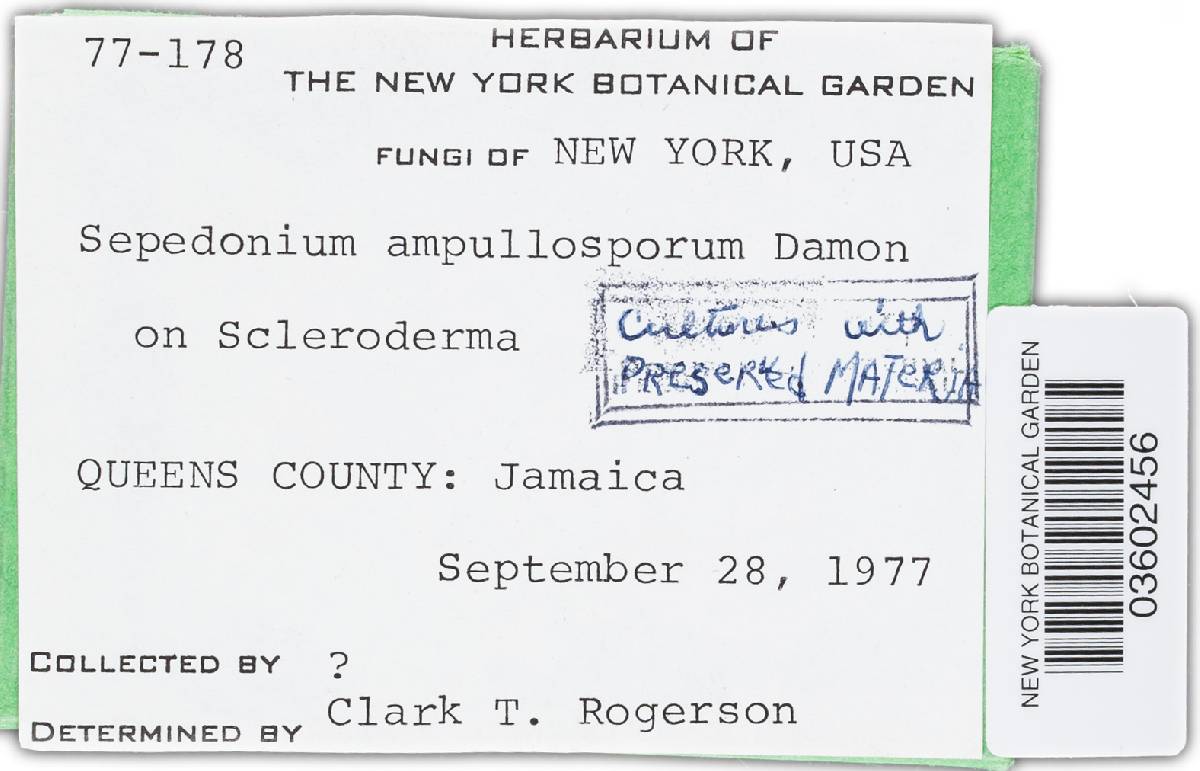 77-178
HERBARIUM OF
THE NEW YORK BOTANICAL GARDEN
FUNGI OF NEW YORK, USA
Sepedonium ampullosporum Damon
on Scleroderma
Cultures with
PRESERVed MATERIA
QUEENS COUNTY: Jamaica
September 28, 1977
COLLECTED BY ?
DETERMINED BY Clark T. Rogerson
NEW YORK BOTANICAL GARDEN
03602456